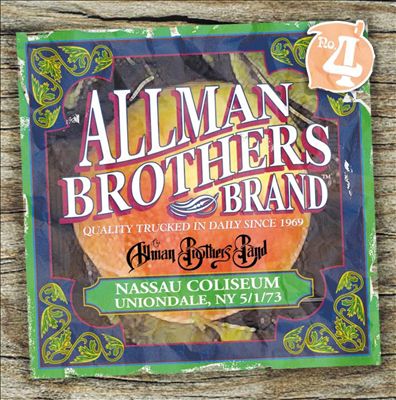 No. 4
ALLMAN
BROTHERS
BRAND™
QUALITY TRUCKED IN DAILY SINCE 1969
The Allman Brothers Band
NASSAU COLISEUM
UNIONDALE, NY 5/1/73